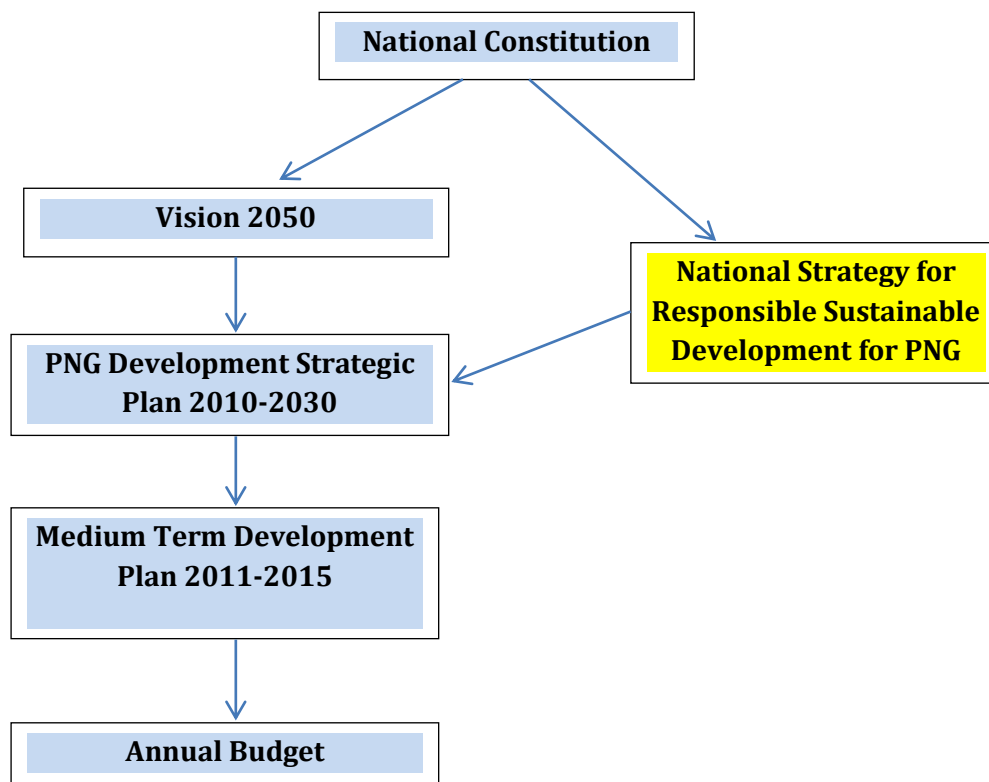 National Constitution
Vision 2050
National Strategy for
Responsible Sustainable
Development for PNG
PNG Development Strategic
Plan 2010-2030
Medium Term Development
Plan 2011-2015
Annual Budget